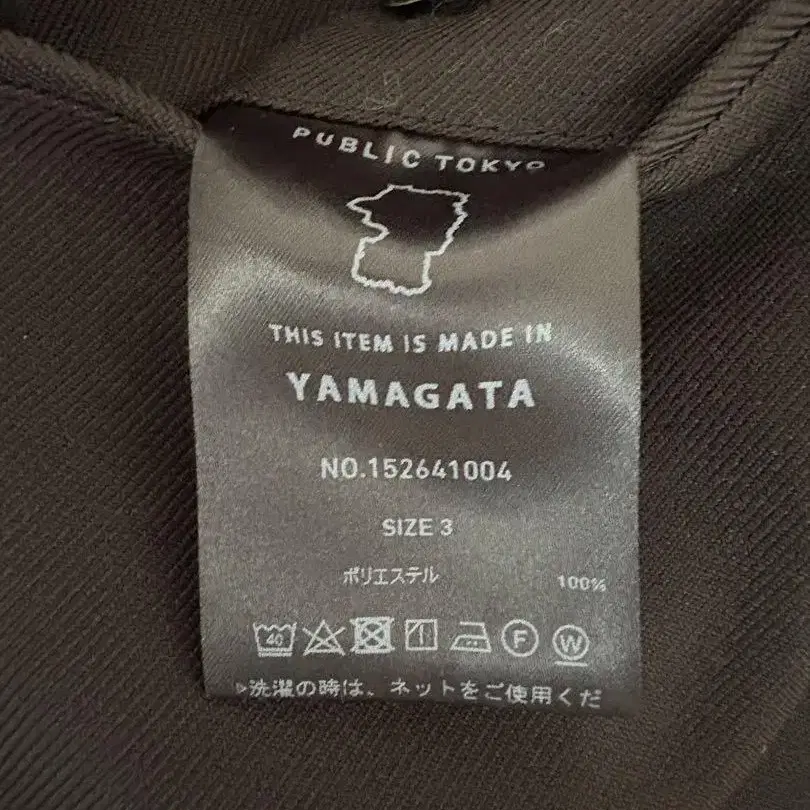 PUBLIC TOKYO
THIS ITEM IS MADE IN
YAMAGATA
NO.152641004
SIZE 3
ポリエステル 100%
40 F W
▷洗濯の時は、ネットをご使用くだ